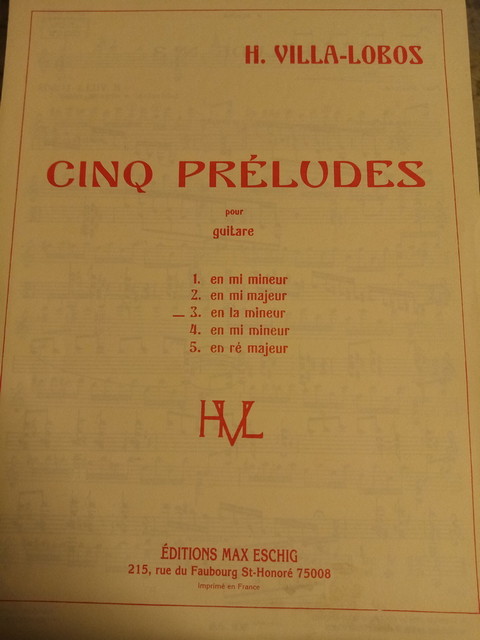 H. VILLA-LOBOS
CINQ PRÉLUDES
pour
guitare
1. en mi mineur
2. en mi majeur
3. en la mineur
4. en mi mineur
5. en ré majeur
HVL
ÉDITIONS MAX ESCHIG
215, rue du Faubourg St-Honoré 75008
Imprimé en France